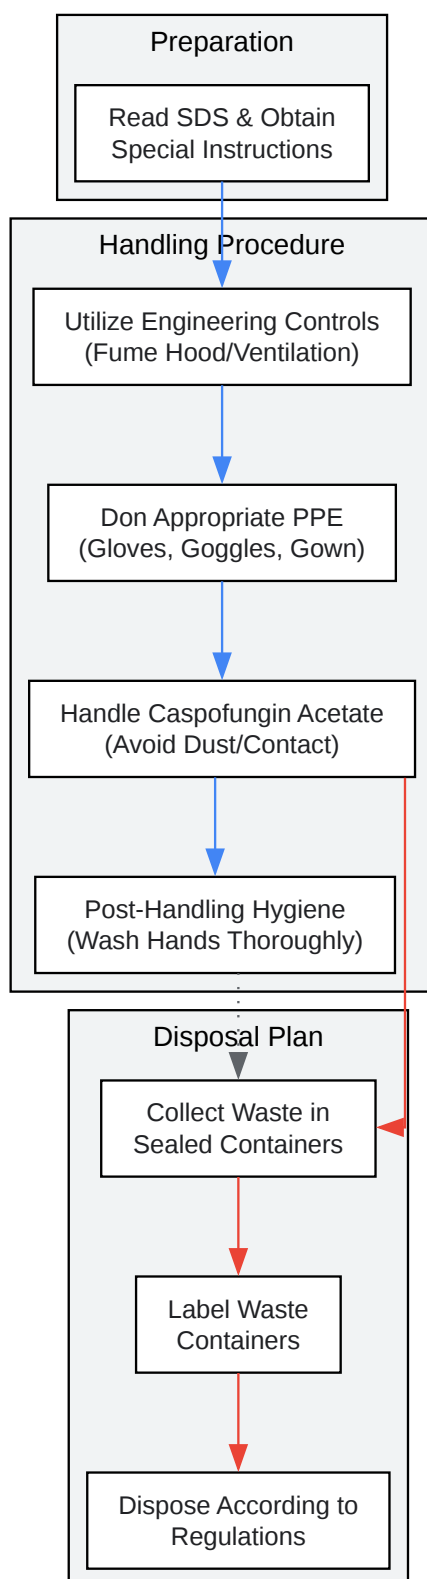 Preparation
Read SDS & Obtain
Special Instructions
Handling Procedure
Utilize Engineering Controls
(Fume Hood/Ventilation)
Don Appropriate PPE
(Gloves, Goggles, Gown)
Handle Caspofungin Acetate
(Avoid Dust/Contact)
Post-Handling Hygiene
(Wash Hands Thoroughly)
Disposal Plan
Collect Waste in
Sealed Containers
Label Waste
Containers
Dispose According to
Regulations